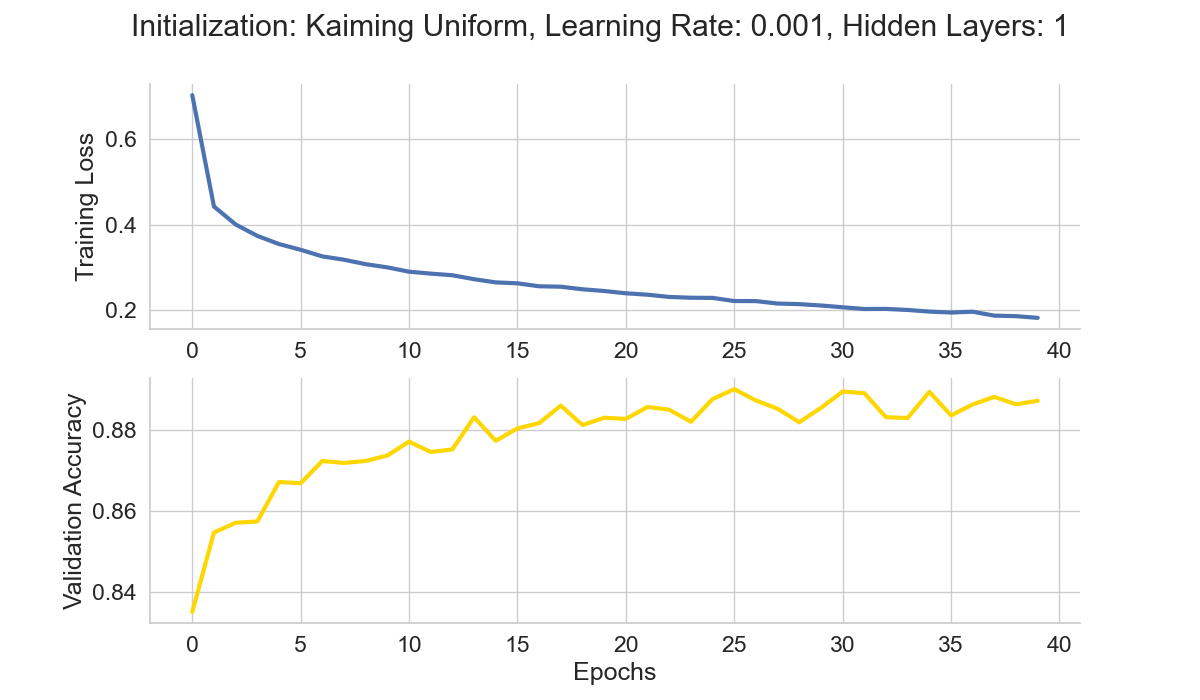 Initialization: Kaiming Uniform, Learning Rate: 0.001, Hidden Layers: 1
Training Loss
0.6
0.4
0.2
0 5 10 15 20 25 30 35 40
Validation Accuracy
0.88
0.86
0.84
0 5 10 15 20 25 30 35 40
Epochs